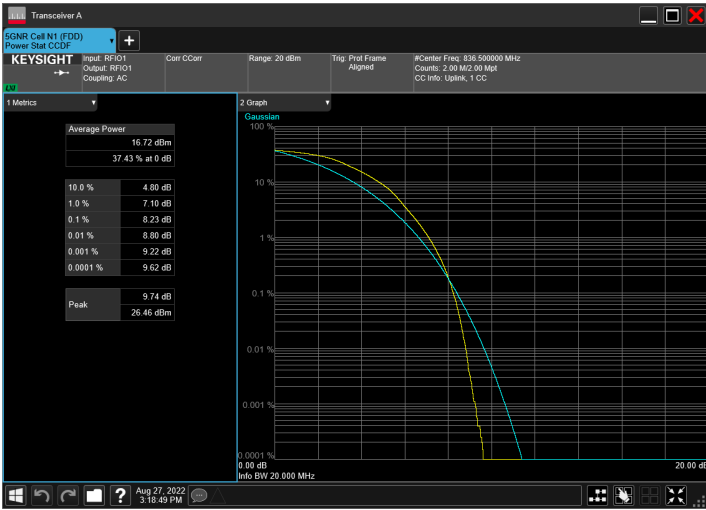 Transceiver A
5GNR Cell N1 (FDD)
Power Stat CCDF
KEYSIGHT
LXI
Input: RFIO1
Output: RFIO1
Coupling: AC
Corr CCorr
Range: 20 dBm
Trig: Prot Frame
Aligned
#Center Freq: 836.500000 MHz
Counts: 2.00 M/2.00 Mpt
CC Info: Uplink, 1 CC
1 Metrics
Average Power
16.72 dBm
37.43 % at 0 dB
10.0 % 4.80 dB
1.0 % 7.10 dB
0.1 % 8.23 dB
0.01 % 8.80 dB
0.001 % 9.22 dB
0.0001 % 9.62 dB
Peak 9.74 dB
26.46 dBm
2 Graph
Gaussian
100 %
10 %
1 %
0.1 %
0.01 %
0.001 %
0.0001 %
0.00 dB 20.00 dB
Info BW 20.000 MHz
Aug 27, 2022
3:18:49 PM